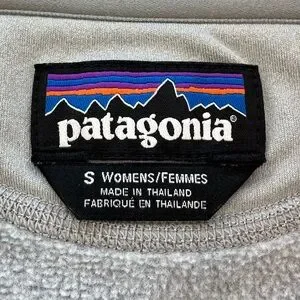 patagonia®
S WOMENS/FEMMES
MADE IN THAILAND
FABRIQUÉ EN THAILANDE